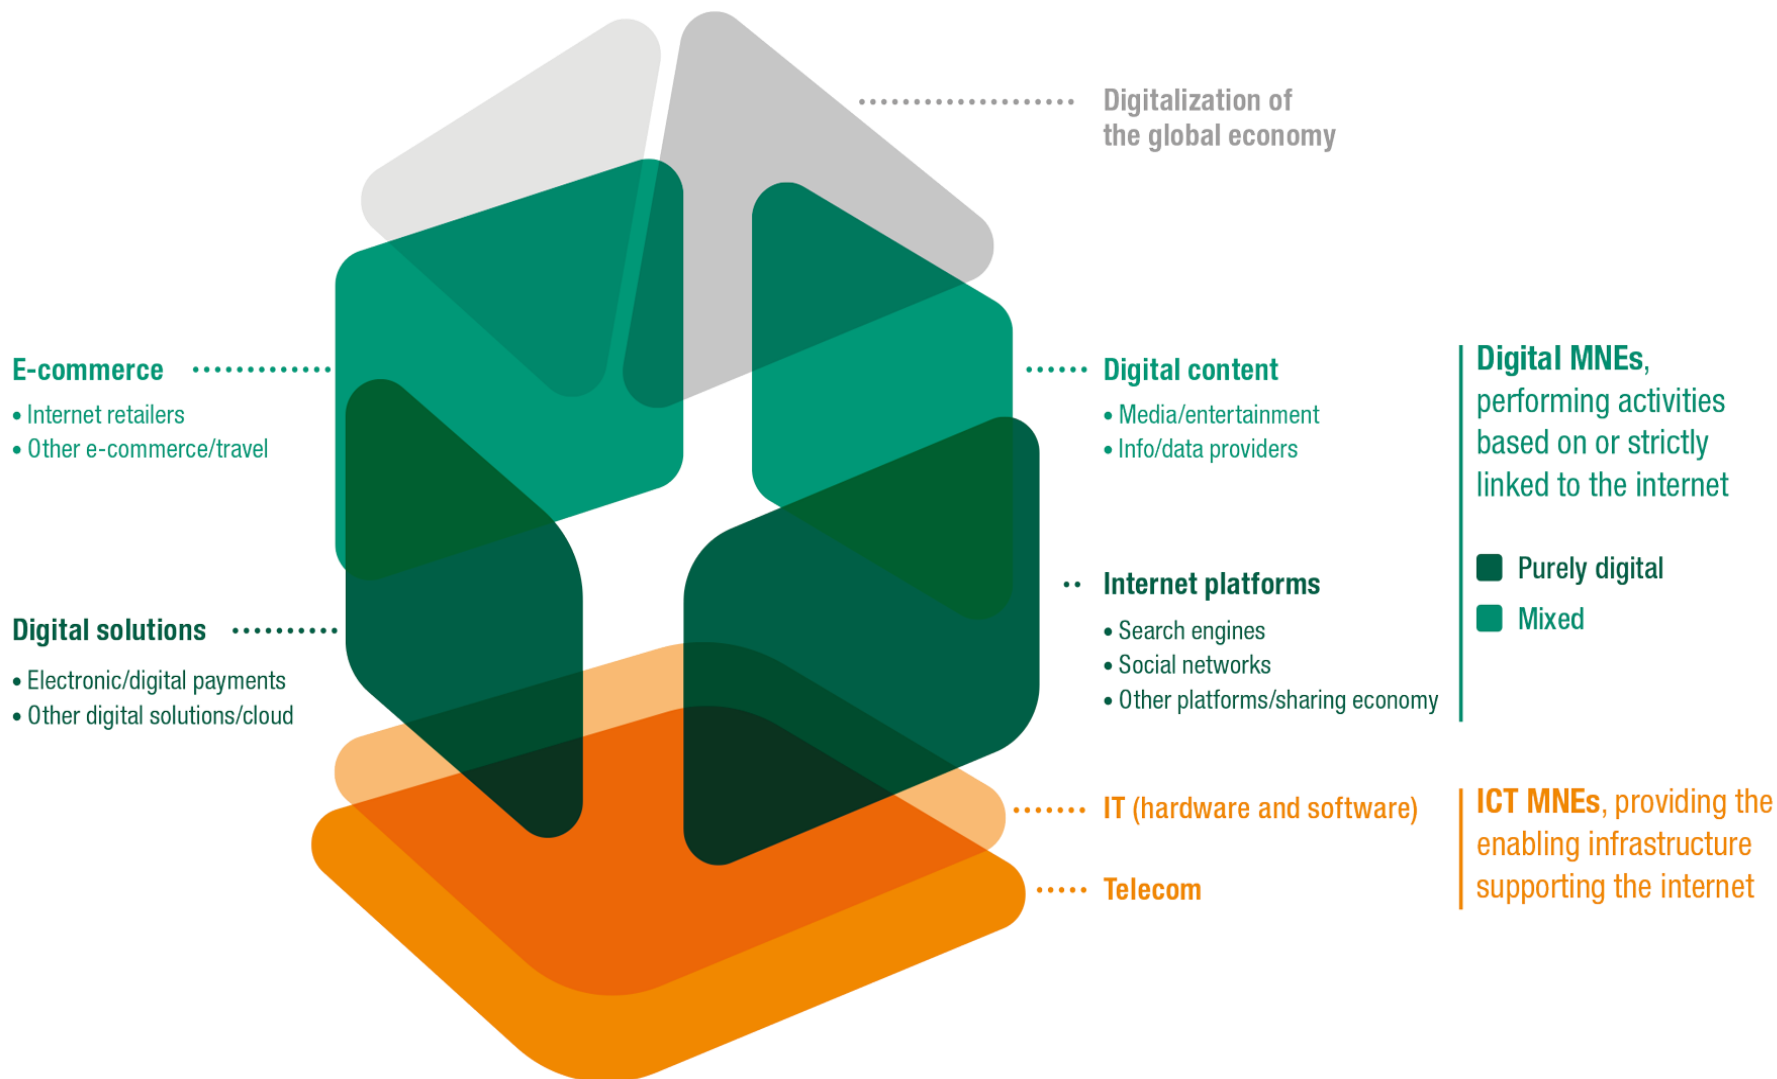 Digitalization of
the global economy
E-commerce
• Internet retailers
• Other e-commerce/travel
Digital content
• Media/entertainment
• Info/data providers
Digital MNEs,
performing activities
based on or strictly
linked to the internet
Purely digital
Mixed
Digital solutions
• Electronic/digital payments
• Other digital solutions/cloud
Internet platforms
• Search engines
• Social networks
• Other platforms/sharing economy
IT (hardware and software)
Telecom
ICT MNEs, providing the
enabling infrastructure
supporting the internet